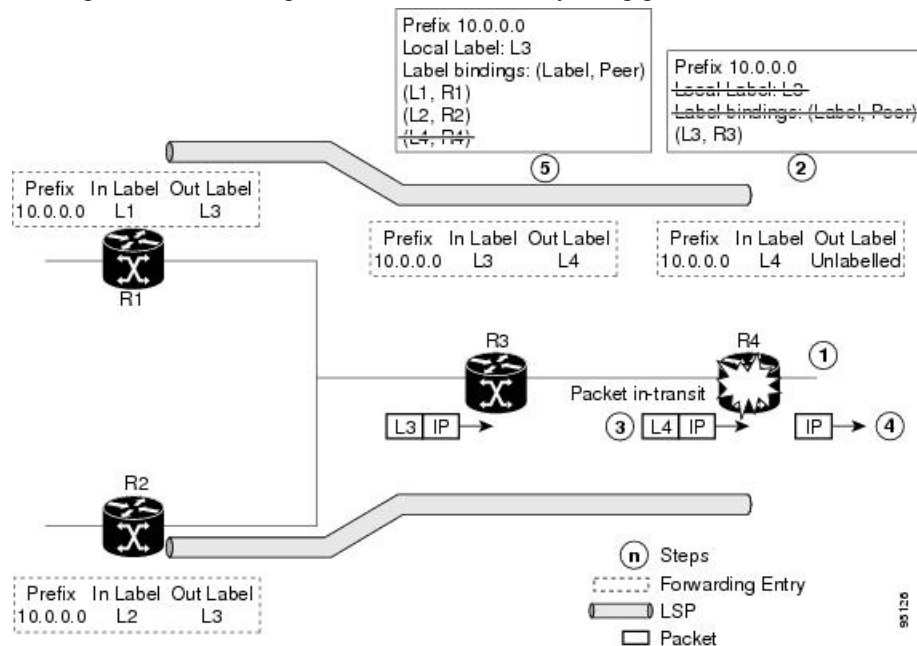 Prefix 10.0.0.0
Local Label: L3
Label bindings: (Label, Peer)
(L1, R1)
(L2, R2)
(L4, R4)
5
Prefix 10.0.0.0
Local Label: L3
Label bindings: (Label, Peer)
(L3, R3)
2
Prefix In Label Out Label
10.0.0.0 L1 L3
R1
Prefix In Label Out Label
10.0.0.0 L3 L4
Prefix In Label Out Label
10.0.0.0 L4 Unlabelled
R3
R4
1
Packet in-transit
L3 IP
3
L4 IP
IP
4
R2
Prefix In Label Out Label
10.0.0.0 L2 L3
n Steps
Forwarding Entry
LSP
Packet
95126